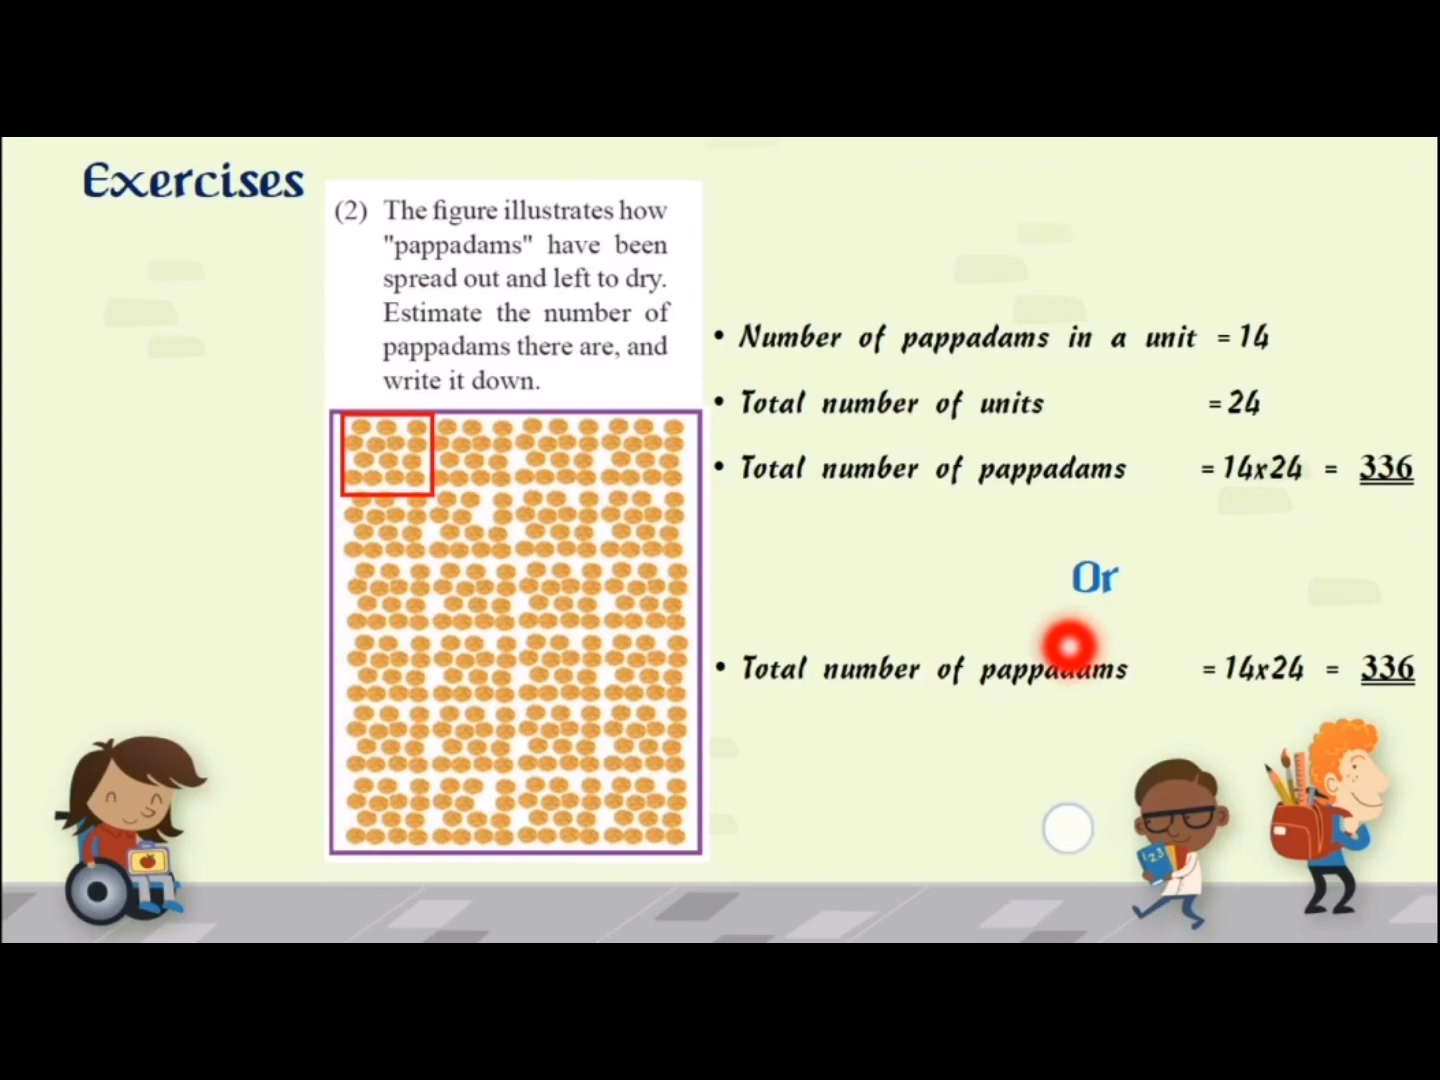 Exercises
(2) The figure illustrates how
"pappadams" have been
spread out and left to dry.
Estimate the number of
pappadams there are, and
write it down.
• Number of pappadams in a unit = 14
• Total number of units = 24
• Total number of pappadams = 14x24 = 336
Or
• Total number of pappadams = 14x24 = 336
123